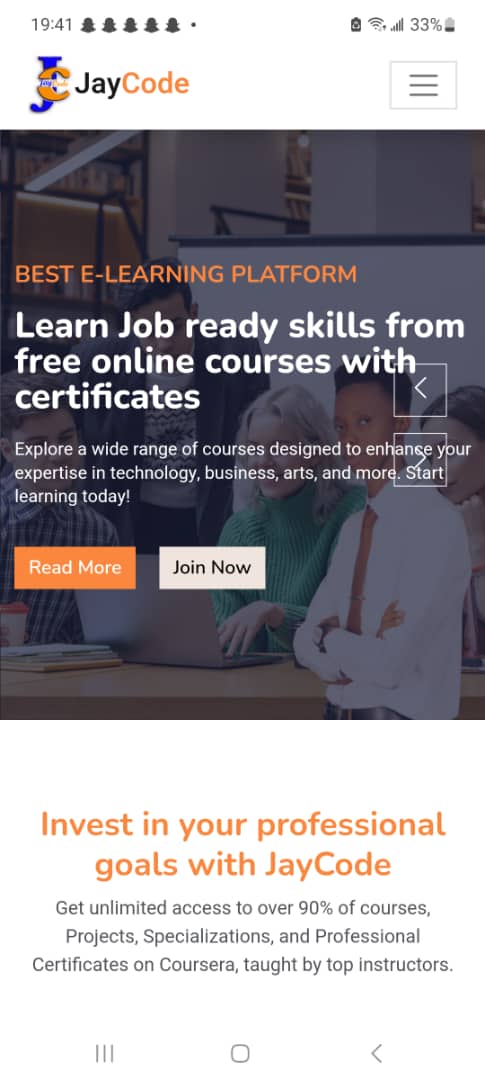 19:41
33%
JayCode
BEST E-LEARNING PLATFORM
Learn Job ready skills from
free online courses with
certificates
Explore a wide range of courses designed to enhance your
expertise in technology, business, arts, and more. Start
learning today!
Read More Join Now
Invest in your professional
goals with JayCode
Get unlimited access to over 90% of courses,
Projects, Specializations, and Professional
Certificates on Coursera, taught by top instructors.